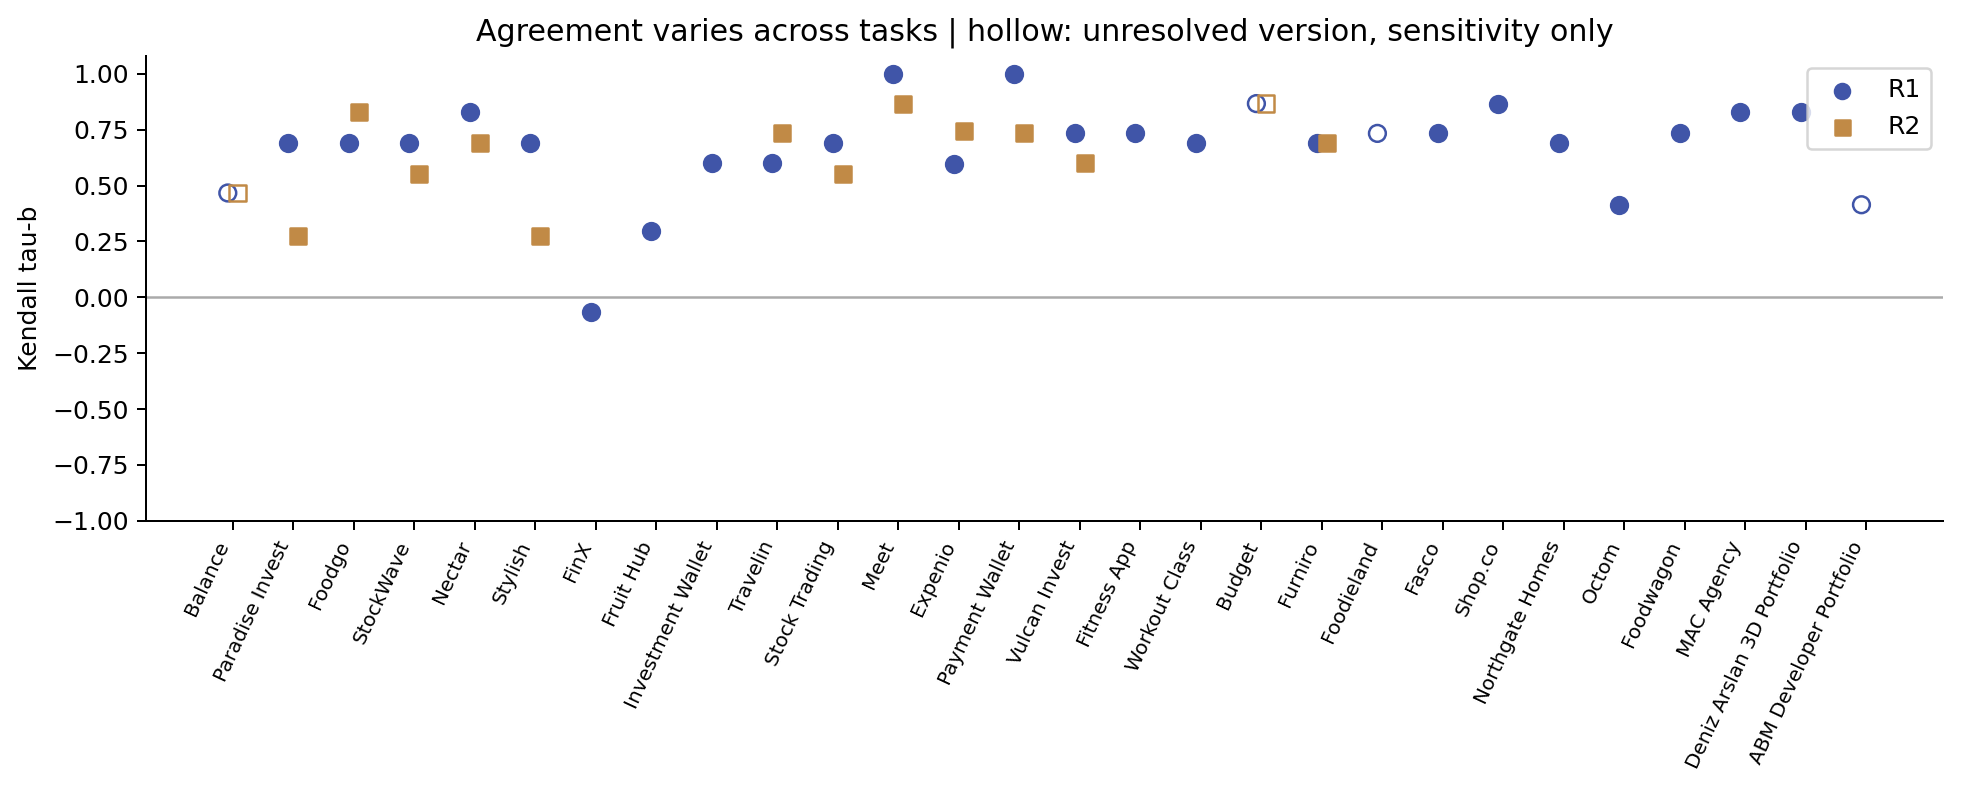 Agreement varies across tasks | hollow: unresolved version, sensitivity only
R1
R2
Kendall tau-b
1.00
0.75
0.50
0.25
0.00
−0.25
−0.50
−0.75
−1.00
Balance
Paradise Invest
Foodgo
StockWave
Nectar
Stylish
FinX
Fruit Hub
Investment Wallet
Travelin
Stock Trading
Meet
Expenio
Payment Wallet
Vulcan Invest
Fitness App
Workout Class
Budget
Furniro
Foodieland
Fasco
Shop.co
Northgate Homes
Octom
Foodwagon
MAC Agency
Deniz Arslan 3D Portfolio
ABM Developer Portfolio